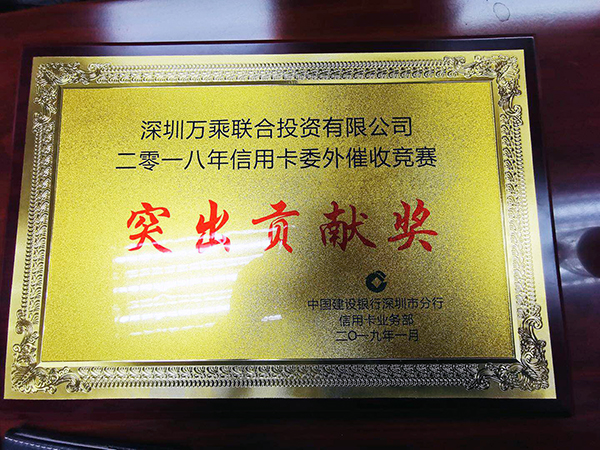 深圳万乘联合投资有限公司
二零一八年信用卡委外催收竞赛
突出贡献奖
中国建设银行深圳市分行
信用卡业务部
二〇一九年一月